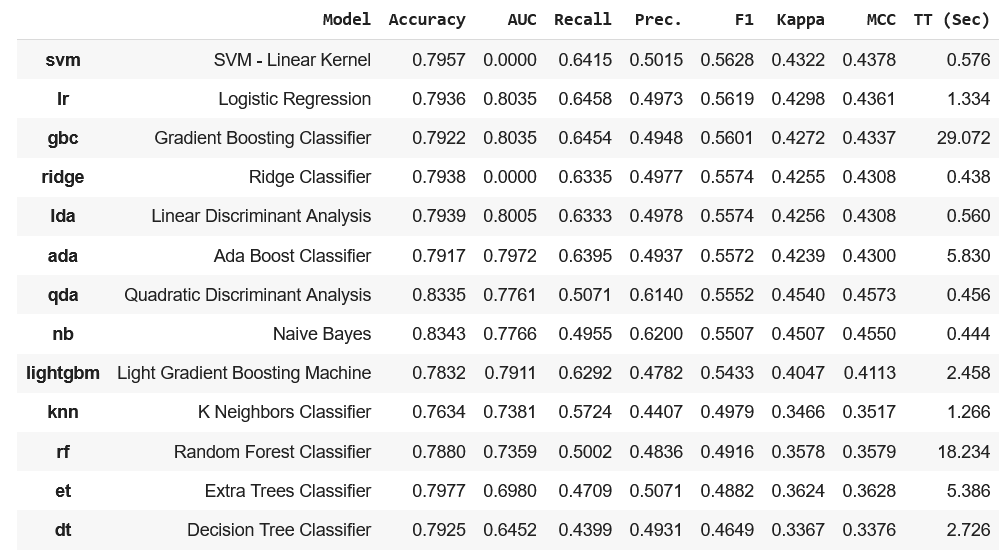 Model Accuracy AUC Recall Prec. F1 Kappa MCC TT (Sec)
svm SVM - Linear Kernel 0.7957 0.0000 0.6415 0.5015 0.5628 0.4322 0.4378 0.576
lr Logistic Regression 0.7936 0.8035 0.6458 0.4973 0.5619 0.4298 0.4361 1.334
gbc Gradient Boosting Classifier 0.7922 0.8035 0.6454 0.4948 0.5601 0.4272 0.4337 29.072
ridge Ridge Classifier 0.7938 0.0000 0.6335 0.4977 0.5574 0.4255 0.4308 0.438
lda Linear Discriminant Analysis 0.7939 0.8005 0.6333 0.4978 0.5574 0.4256 0.4308 0.560
ada Ada Boost Classifier 0.7917 0.7972 0.6395 0.4937 0.5572 0.4239 0.4300 5.830
qda Quadratic Discriminant Analysis 0.8335 0.7761 0.5071 0.6140 0.5552 0.4540 0.4573 0.456
nb Naive Bayes 0.8343 0.7766 0.4955 0.6200 0.5507 0.4507 0.4550 0.444
lightgbm Light Gradient Boosting Machine 0.7832 0.7911 0.6292 0.4782 0.5433 0.4047 0.4113 2.458
knn K Neighbors Classifier 0.7634 0.7381 0.5724 0.4407 0.4979 0.3466 0.3517 1.266
rf Random Forest Classifier 0.7880 0.7359 0.5002 0.4836 0.4916 0.3578 0.3579 18.234
et Extra Trees Classifier 0.7977 0.6980 0.4709 0.5071 0.4882 0.3624 0.3628 5.386
dt Decision Tree Classifier 0.7925 0.6452 0.4399 0.4931 0.4649 0.3367 0.3376 2.726